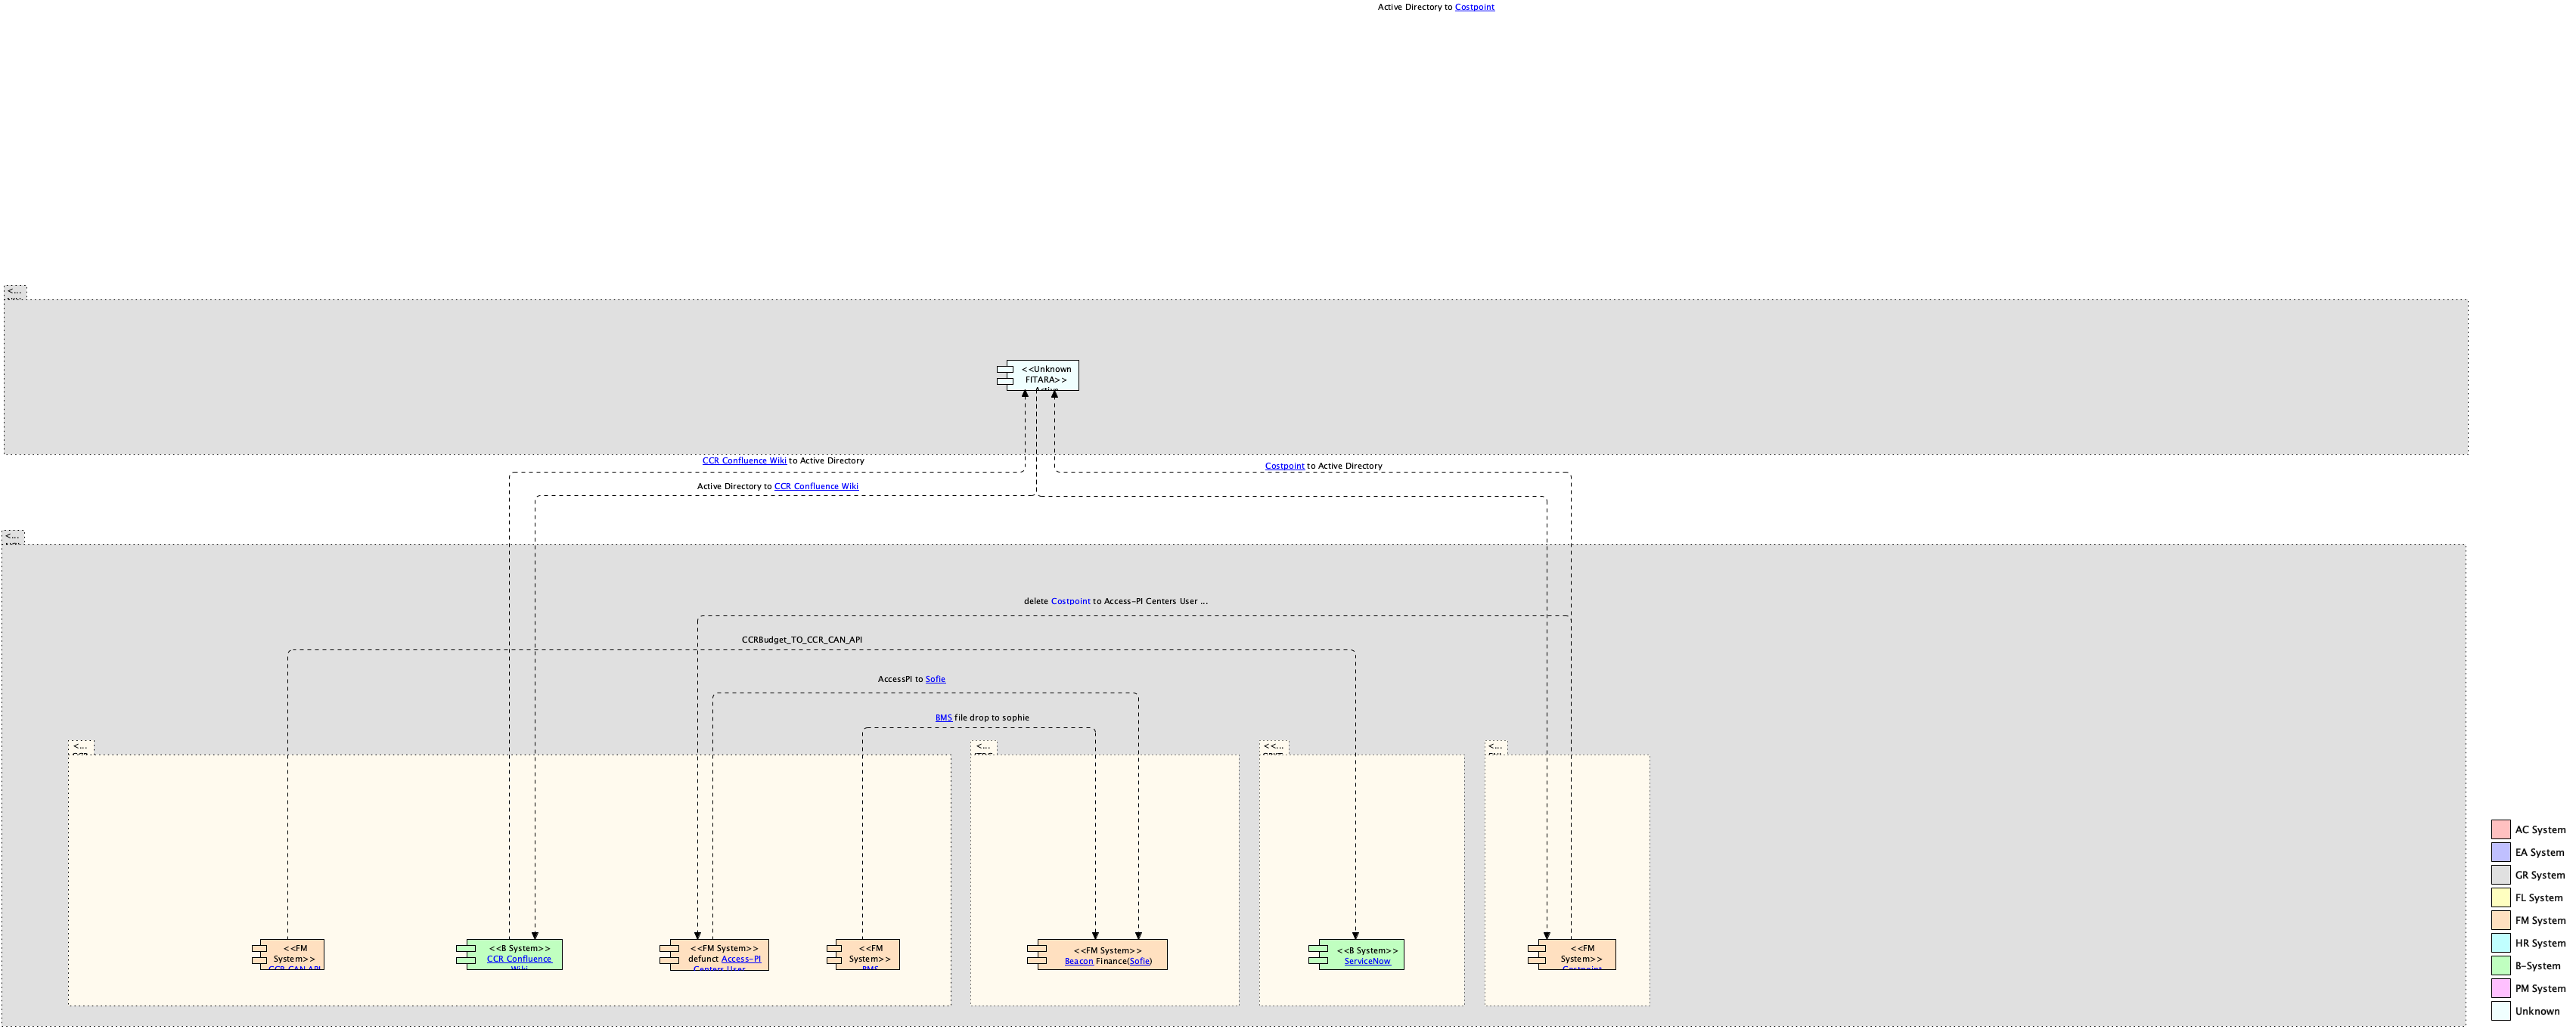 Active Directory to Costpoint
<...
<<Unknown
FITARA>>
Active
CCR Confluence Wiki to Active Directory
Costpoint to Active Directory
Active Directory to CCR Confluence Wiki
<...
delete Costpoint to Access-PI Centers User ...
CCRBudget_TO_CCR_CAN_API
AccessPI to Sofie
BMS file drop to sophie
<...
<...
<<...
<...
<<FM
System>>
CCR CAN API
<<B System>>
CCR Confluence
Wiki
<<FM System>>
defunct Access-PI
Centers User
<<FM
System>>
BMS
<<FM System>>
Beacon Finance(Sofie)
<<B System>>
ServiceNow
<<FM
System>>
Costpoint
AC System
EA System
GR System
FL System
FM System
HR System
B-System
PM System
Unknown